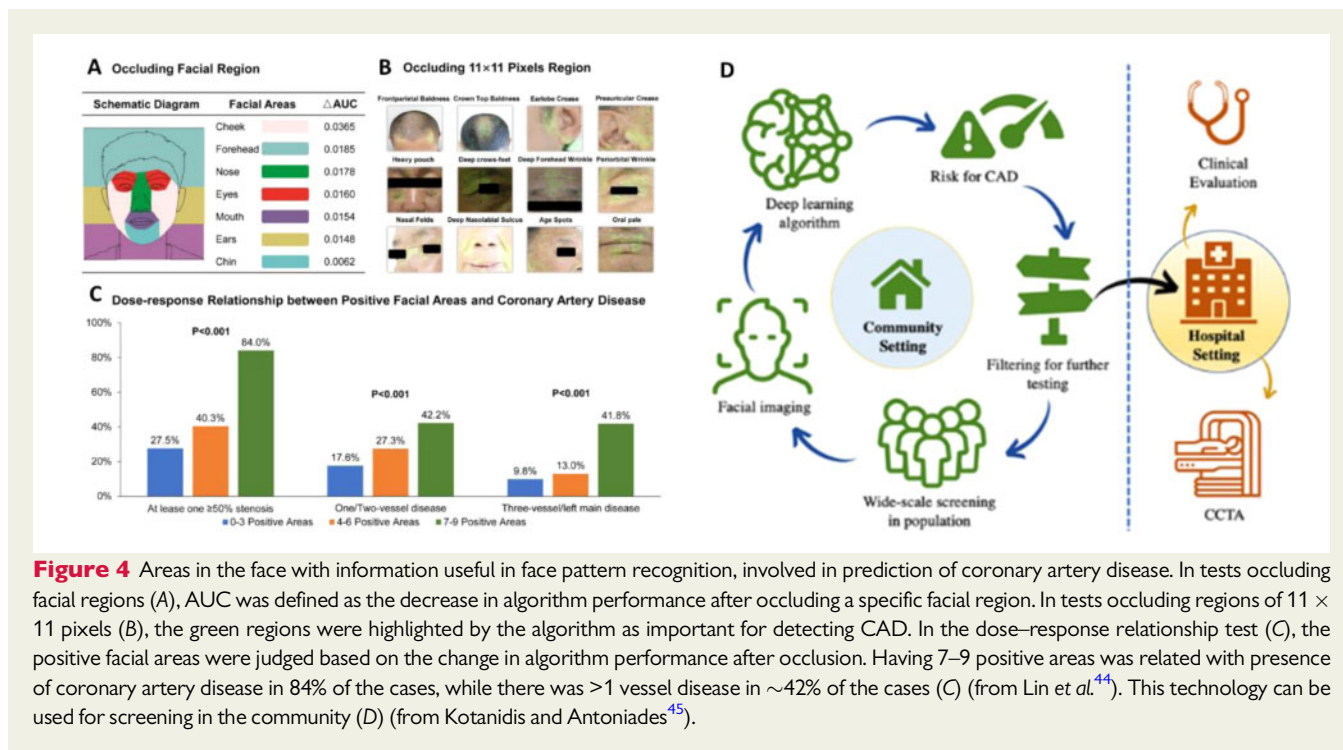 A Occluding Facial Region
Schematic Diagram Facial Areas △AUC
Cheek 0.0365
Forehead 0.0185
Nose 0.0178
Eyes 0.0160
Mouth 0.0154
Ears 0.0148
Chin 0.0062
B Occluding 11×11 Pixels Region
Frontparietal Baldness Crown Top Baldness Earlobe Crease Preauricular Crease
Heavy pouch Deep crows-feet Deep Forehead Wrinkle Periorbital Wrinkle
Nasal Folds Deep Nasolabial Sulcus Age Spots Oral pale
C Dose-response Relationship between Positive Facial Areas and Coronary Artery Disease
100%
80%
60%
40%
20%
0%
P<0.001
27.5%
40.3%
84.0%
At lease one ≥50% stenosis
P<0.001
17.6%
27.3%
42.2%
One/Two-vessel disease
P<0.001
9.8%
13.0%
41.8%
Three-vessel/left main disease
0-3 Positive Areas 4-6 Positive Areas 7-9 Positive Areas
D
Deep learning
algorithm
Risk for CAD
Filtering for further
testing
Wide-scale screening
in population
Facial imaging
Community
Setting
Clinical
Evaluation
Hospital
Setting
CCTA
Figure 4 Areas in the face with information useful in face pattern recognition, involved in prediction of coronary artery disease. In tests occluding
facial regions (A), AUC was defined as the decrease in algorithm performance after occluding a specific facial region. In tests occluding regions of 11 ×
11 pixels (B), the green regions were highlighted by the algorithm as important for detecting CAD. In the dose–response relationship test (C), the
positive facial areas were judged based on the change in algorithm performance after occlusion. Having 7–9 positive areas was related with presence
of coronary artery disease in 84% of the cases, while there was >1 vessel disease in ∼42% of the cases (C) (from Lin et al.44). This technology can be
used for screening in the community (D) (from Kotanidis and Antoniades45).